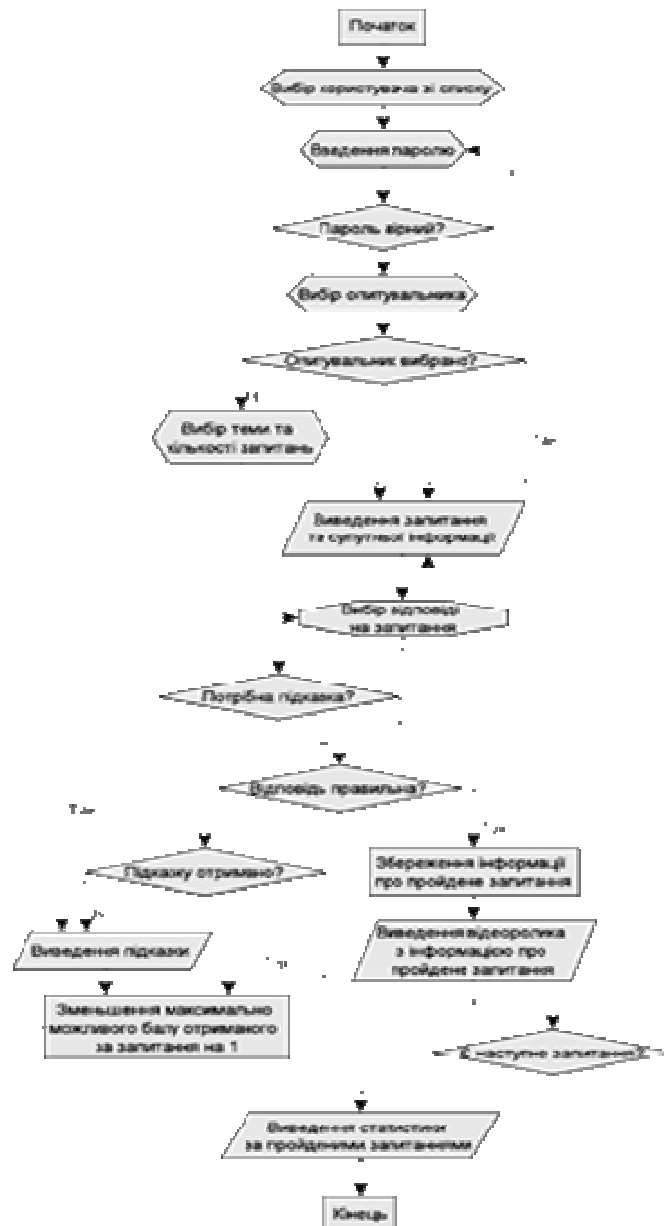 Початок
Вибір користувача зі списку
Введення паролю
Пароль вірний?
Вибір опитувальника
Опитувальник вибрано?
Вибір теми та
кількості запитань
Так
Виведення запитання
та супутньої інформації
Вибір відповіді
на запитання
Потрібна підказка?
Відповідь правильна?
Так
Підказку отримано?
Збереження інформації
про пройдене запитання
Виведення підказки
Виведення відеоролика
з інформацією про
пройдене запитання
Зменьшення максимально
можливого балу отриманого
за запитання на 1
Є наступне запитання?
Виведення статистики
за пройденими запитаннями
Кінець